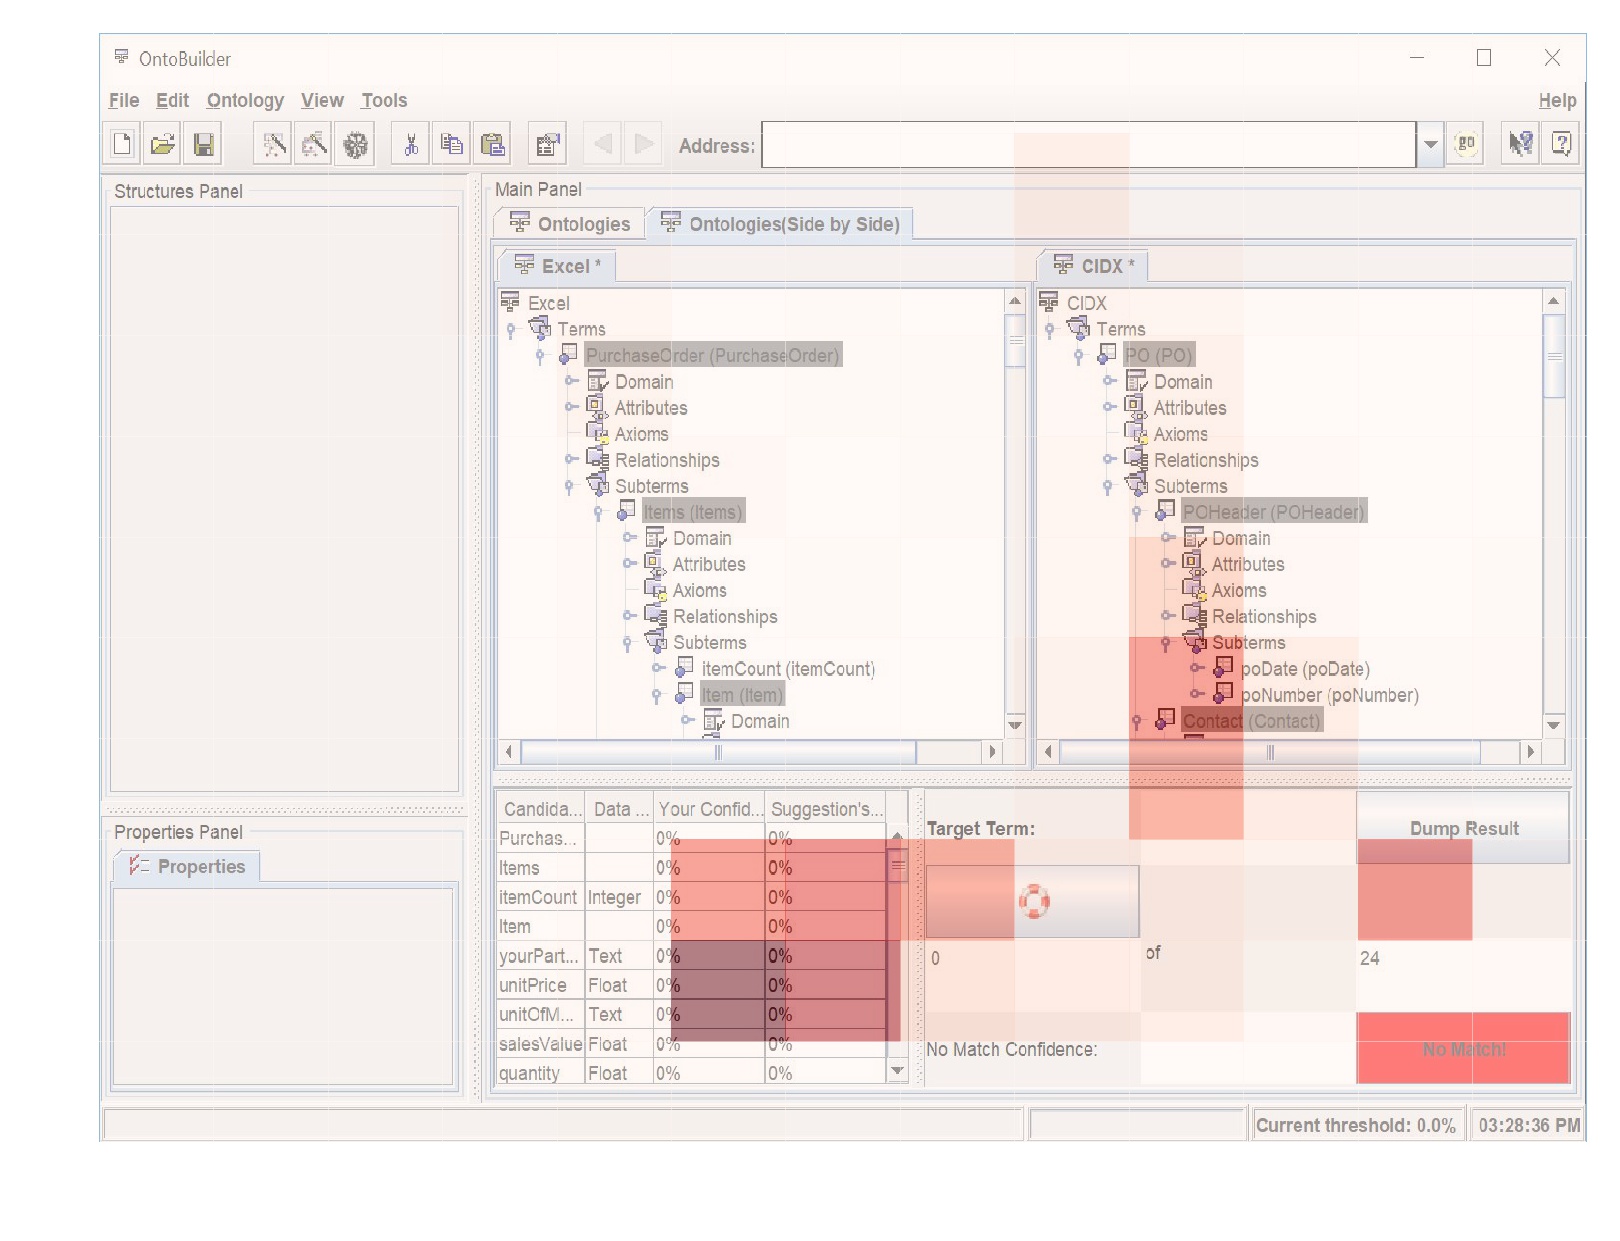 OntoBuilder
File Edit Ontology View Tools Help
Address: go
Structures Panel
Main Panel
Ontologies Ontologies(Side by Side)
Excel *
Excel
Terms
PurchaseOrder (PurchaseOrder)
Domain
Attributes
Axioms
Relationships
Subterms
Items (Items)
Domain
Attributes
Axioms
Relationships
Subterms
itemCount (itemCount)
Item (Item)
Domain
CIDX *
CIDX
Terms
PO (PO)
Domain
Attributes
Axioms
Relationships
Subterms
POHeader (POHeader)
Domain
Attributes
Axioms
Relationships
Subterms
poDate (poDate)
poNumber (poNumber)
Contact (Contact)
Properties Panel
Properties
Candida... Data ... Your Confid... Suggestion's...
Purchas... 0% 0%
Items 0% 0%
itemCount Integer 0% 0%
Item 0% 0%
yourPart... Text 0% 0%
unitPrice Float 0% 0%
unitOfM... Text 0% 0%
salesValue Float 0% 0%
quantity Float 0% 0%
Target Term: Dump Result
0 of 24
No Match Confidence: No Match!
Current threshold: 0.0% 03:28:36 PM